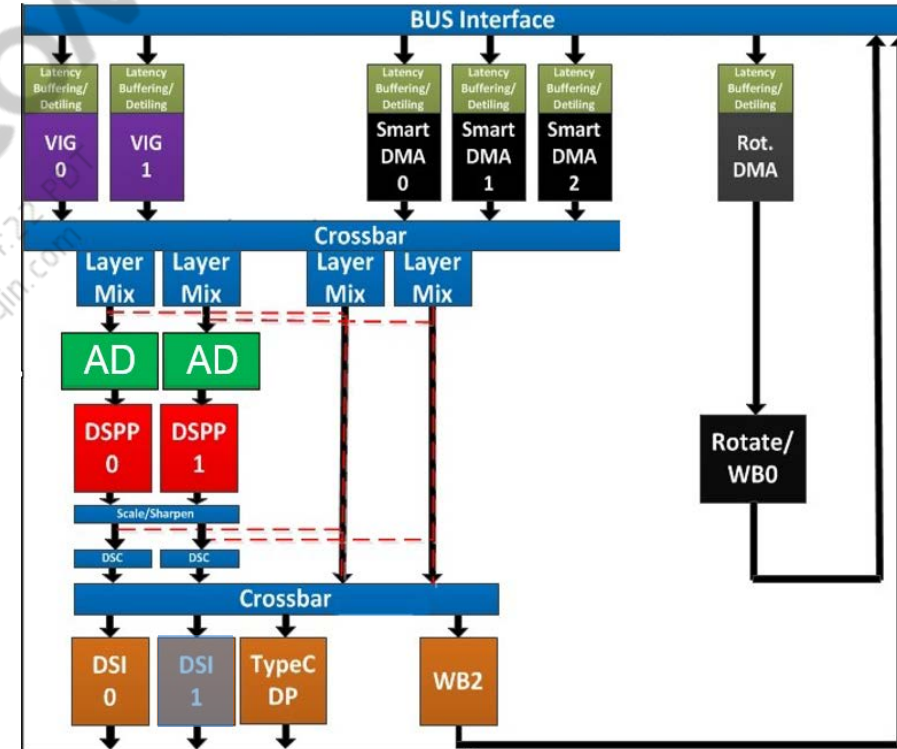 BUS Interface
Latency
Buffering/
Detiling
Latency
Buffering/
Detiling
Latency
Buffering/
Detiling
Latency
Buffering/
Detiling
Latency
Buffering/
Detiling
Latency
Buffering/
Detiling
VIG
0
VIG
1
Smart
DMA
0
Smart
DMA
1
Smart
DMA
2
Rot.
DMA
Crossbar
Layer
Mix
Layer
Mix
Layer
Mix
Layer
Mix
AD
AD
DSPP
0
DSPP
1
Rotate/
WB0
Scale/Sharpen
DSC
DSC
Crossbar
DSI
0
DSI
1
TypeC
DP
WB2